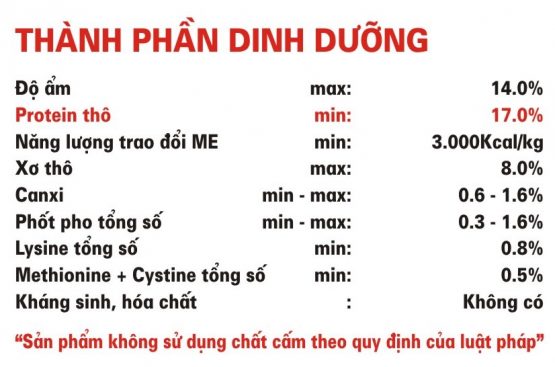 THÀNH PHẦN DINH DƯỠNG
Độ ẩm max: 14.0%
Protein thô min: 17.0%
Năng lượng trao đổi ME min: 3.000Kcal/kg
Xơ thô max: 8.0%
Canxi min - max: 0.6 - 1.6%
Phốt pho tổng số min - max: 0.3 - 1.6%
Lysine tổng số min: 0.8%
Methionine + Cystine tổng số min: 0.5%
Kháng sinh, hóa chất : Không có
“Sản phẩm không sử dụng chất cấm theo quy định của luật pháp”